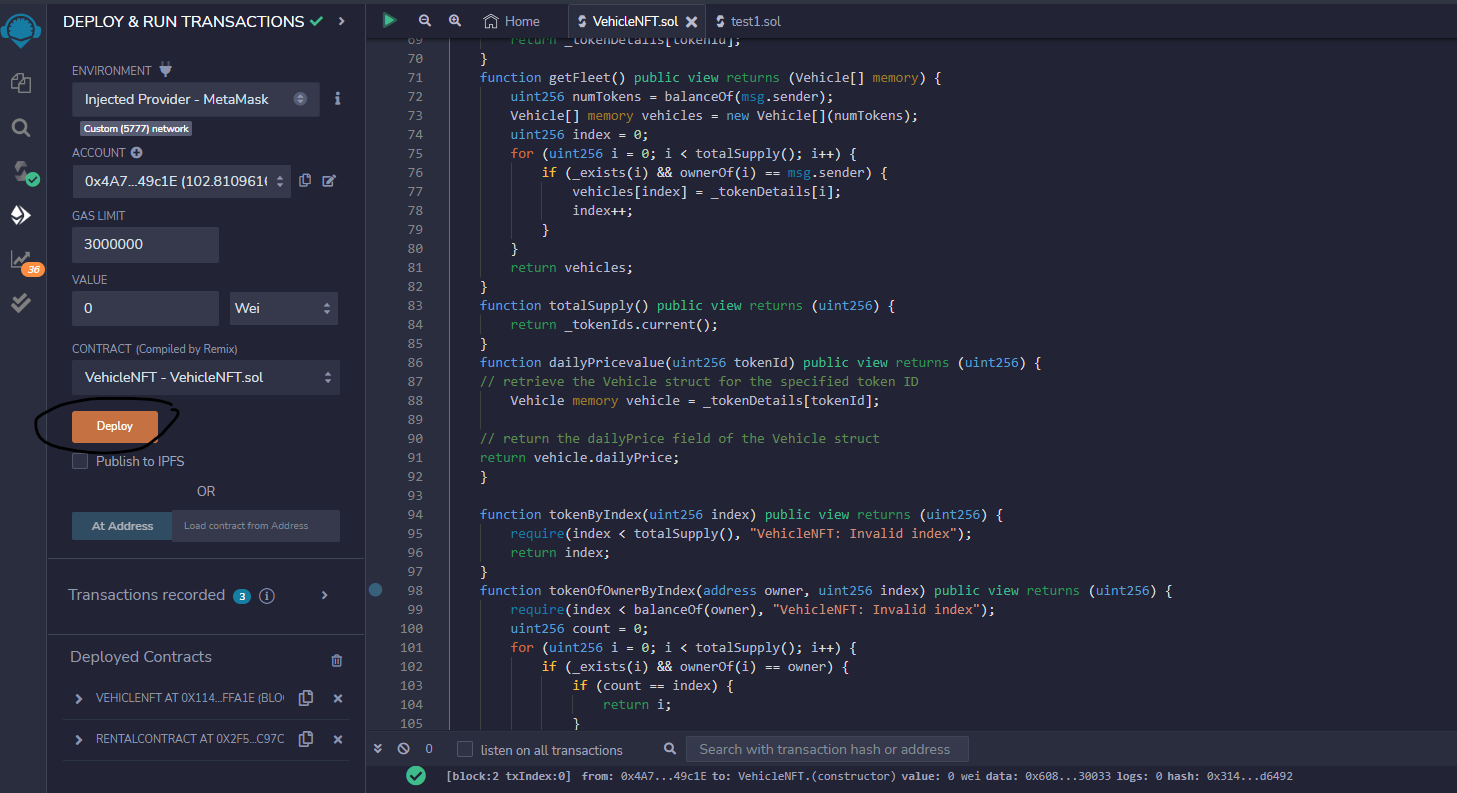 DEPLOY & RUN TRANSACTIONS
ENVIRONMENT
Injected Provider - MetaMask
Custom (5777) network
ACCOUNT
0x4A7...49c1E (102.8109616
GAS LIMIT
3000000
VALUE
0
Wei
CONTRACT (Compiled by Remix)
VehicleNFT - VehicleNFT.sol
Deploy
Publish to IPFS
OR
At Address
Load contract from Address
Transactions recorded 3
Deployed Contracts
VEHICLENFT AT 0X114...FFA1E (BLO
RENTALCONTRACT AT 0X2F5...C97C
36
Home
VehicleNFT.sol
test1.sol
69 return _tokenDetails[tokenId];
70 }
71 function getFleet() public view returns (Vehicle[] memory) {
72 uint256 numTokens = balanceOf(msg.sender);
73 Vehicle[] memory vehicles = new Vehicle[](numTokens);
74 uint256 index = 0;
75 for (uint256 i = 0; i < totalSupply(); i++) {
76 if (_exists(i) && ownerOf(i) == msg.sender) {
77 vehicles[index] = _tokenDetails[i];
78 index++;
79 }
80 }
81 return vehicles;
82 }
83 function totalSupply() public view returns (uint256) {
84 return _tokenIds.current();
85 }
86 function dailyPricevalue(uint256 tokenId) public view returns (uint256) {
87 // retrieve the Vehicle struct for the specified token ID
88 Vehicle memory vehicle = _tokenDetails[tokenId];
89
90 // return the dailyPrice field of the Vehicle struct
91 return vehicle.dailyPrice;
92 }
93
94 function tokenByIndex(uint256 index) public view returns (uint256) {
95 require(index < totalSupply(), "VehicleNFT: Invalid index");
96 return index;
97 }
98 function tokenOfOwnerByIndex(address owner, uint256 index) public view returns (uint256) {
99 require(index < balanceOf(owner), "VehicleNFT: Invalid index");
100 uint256 count = 0;
101 for (uint256 i = 0; i < totalSupply(); i++) {
102 if (_exists(i) && ownerOf(i) == owner) {
103 if (count == index) {
104 return i;
105 }
0
listen on all transactions
Search with transaction hash or address
[block:2 txIndex:0] from: 0x4A7...49c1E to: VehicleNFT.(constructor) value: 0 wei data: 0x608...30033 logs: 0 hash: 0x314...d6492